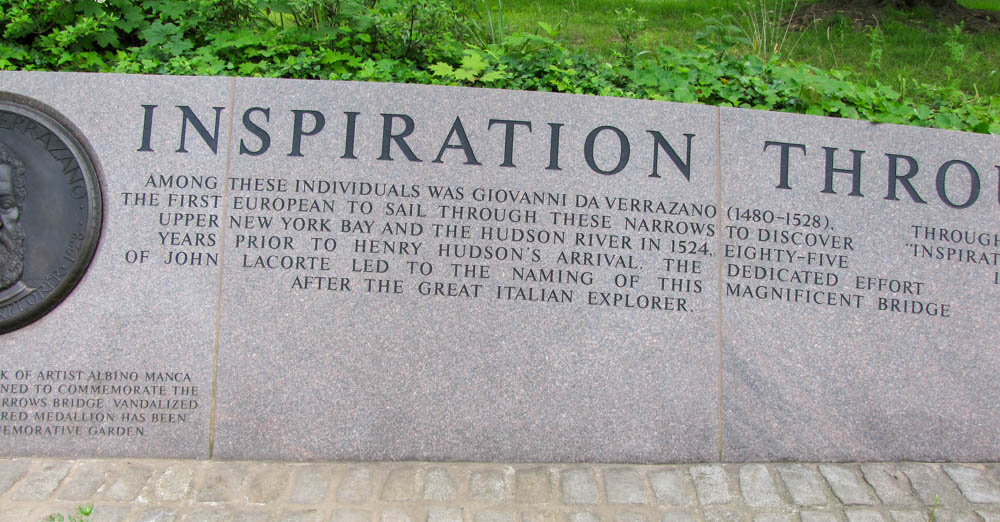 INSPIRATION THROU
AMONG THESE INDIVIDUALS WAS GIOVANNI DA VERRAZANO (1480-1528),
THE FIRST EUROPEAN TO SAIL THROUGH THESE NARROWS TO DISCOVER
UPPER NEW YORK BAY AND THE HUDSON RIVER IN 1524, EIGHTY-FIVE
YEARS PRIOR TO HENRY HUDSON'S ARRIVAL. THE DEDICATED EFFORT
OF JOHN LACORTE LED TO THE NAMING OF THIS MAGNIFICENT BRIDGE
AFTER THE GREAT ITALIAN EXPLORER.
THROUGH
"INSPIRAT
ERRAZANO
K OF ARTIST ALBINO MANCA
NED TO COMMEMORATE THE
RROWS BRIDGE. VANDALIZED
RED MEDALLION HAS BEEN
EMORATIVE GARDEN.